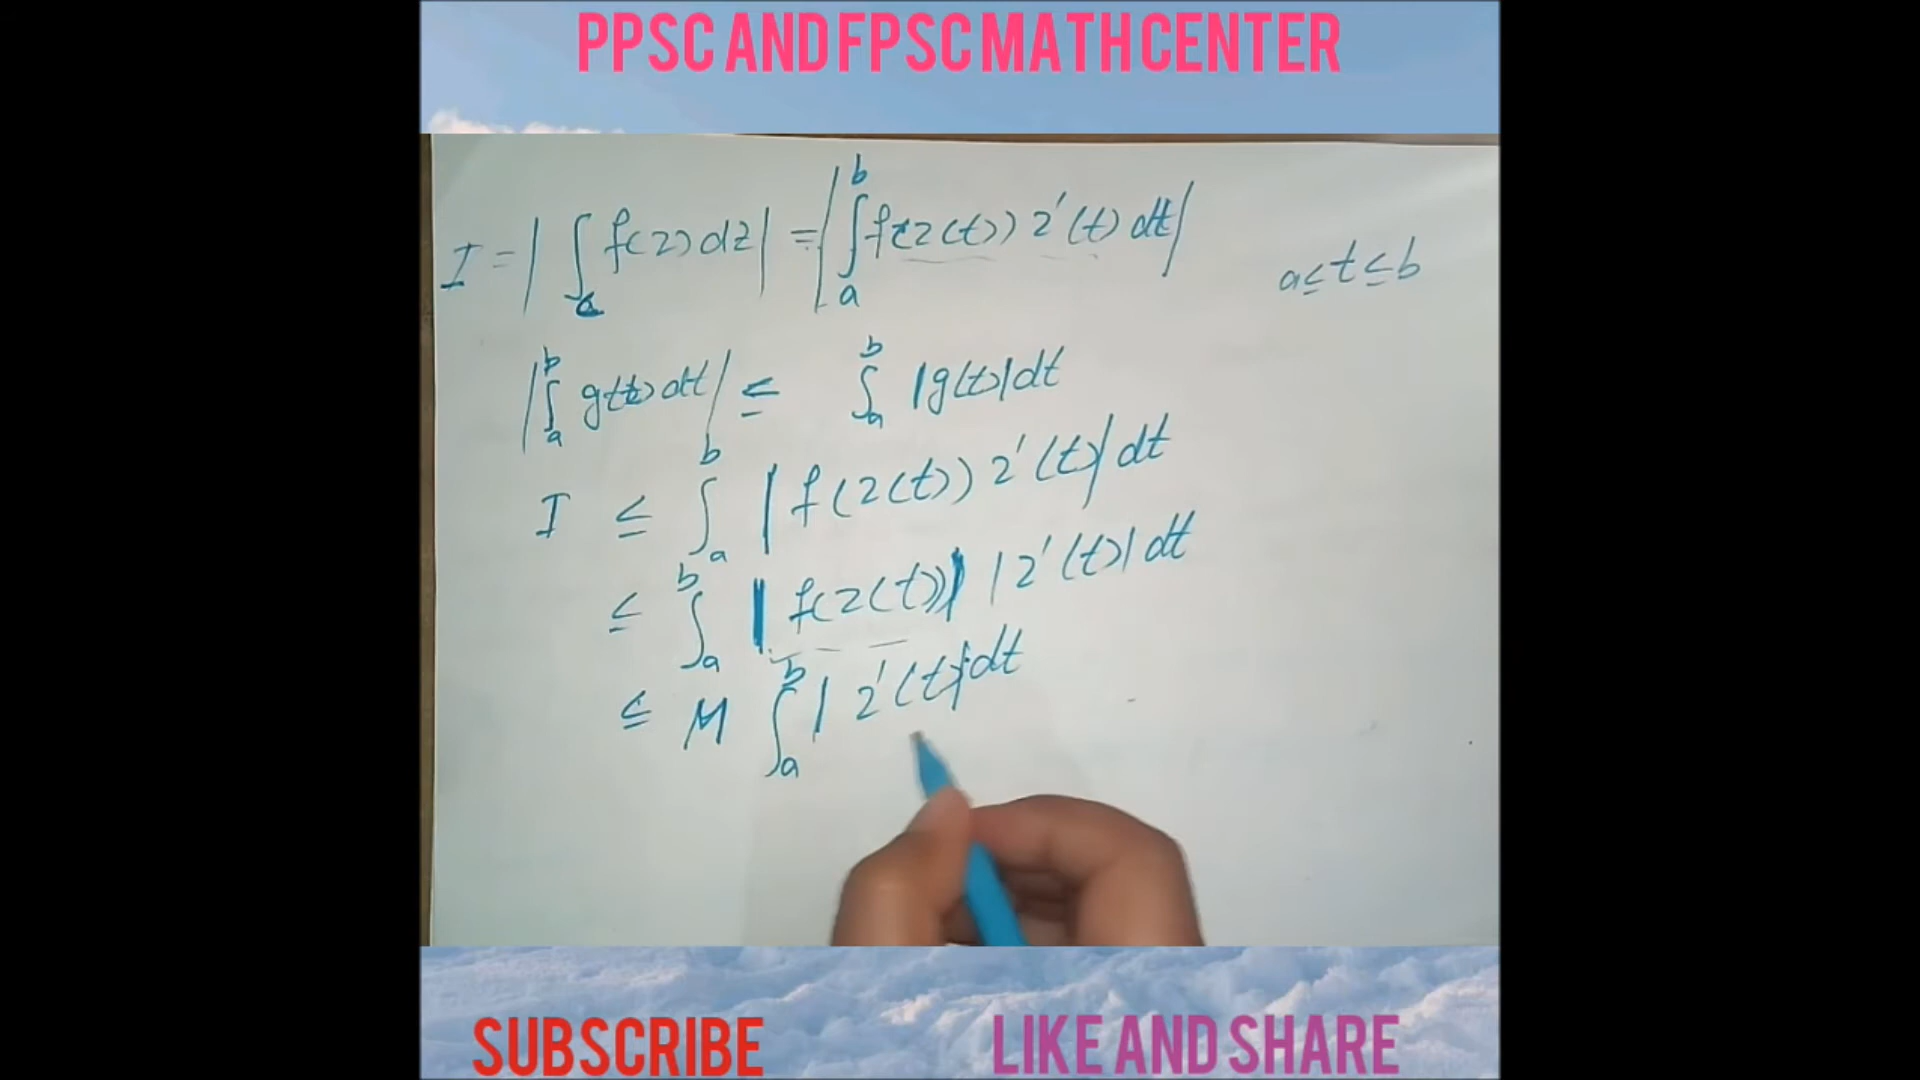 PPSC AND FPSC MATH CENTER
I = | ∫_c f(z) dz | = | ∫_a^b f(z(t)) z'(t) dt |    a ≤ t ≤ b
| ∫_a^b g(t) dt | ≤ ∫_a^b |g(t)| dt
I ≤ ∫_a^b | f(z(t)) z'(t) | dt
≤ ∫_a^b | f(z(t)) | | z'(t) | dt
≤ M ∫_a^b | z'(t) | dt
SUBSCRIBE    LIKE AND SHARE